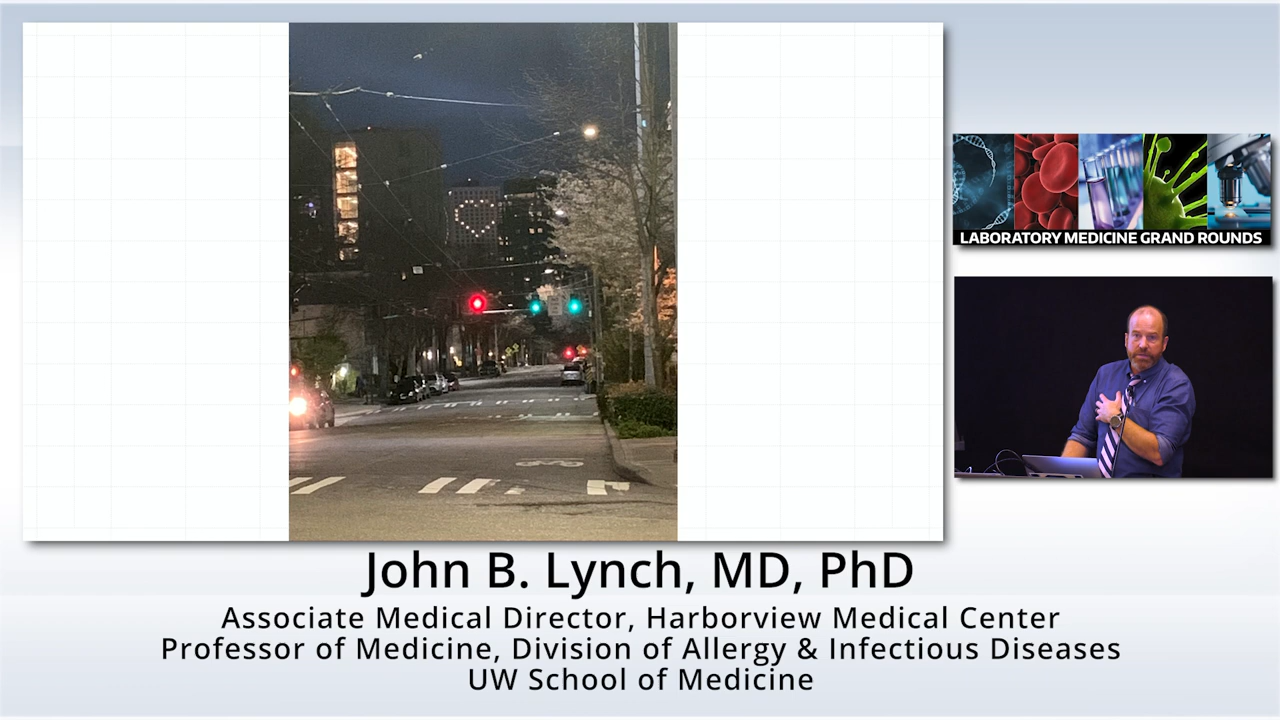 LABORATORY MEDICINE GRAND ROUNDS
John B. Lynch, MD, PhD
Associate Medical Director, Harborview Medical Center
Professor of Medicine, Division of Allergy & Infectious Diseases
UW School of Medicine